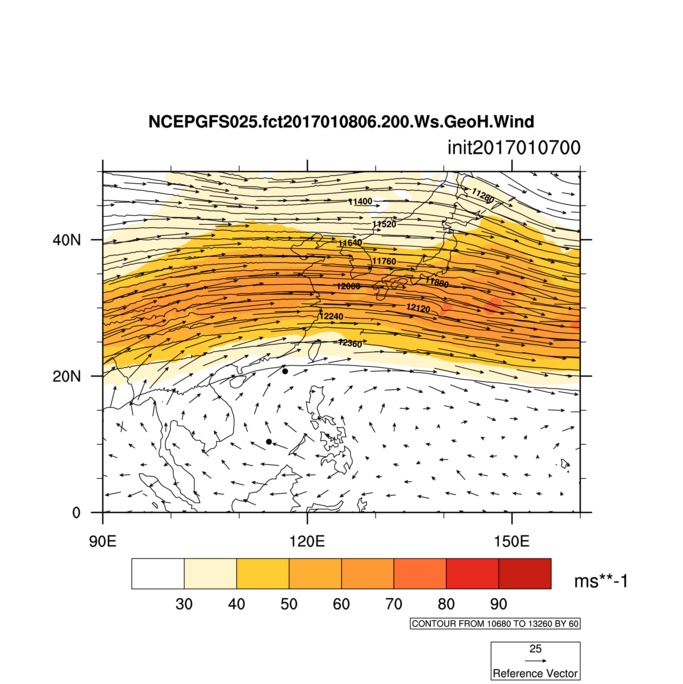 NCEPGFS025.fct2017010806.200.Ws.GeoH.Wind
init2017010700
11280
11400
11520
40N
11640
11760
11880
12000
12120
12240
12360
20N
0
90E 120E 150E
ms**-1
30 40 50 60 70 80 90
CONTOUR FROM 10680 TO 13260 BY 60
25
Reference Vector